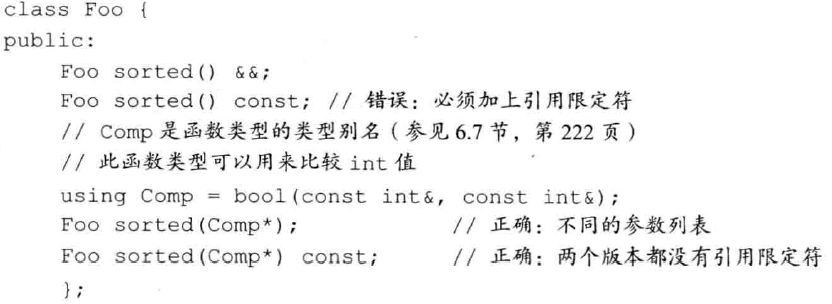 class Foo {
public:
    Foo sorted() &&;
    Foo sorted() const; // 错误：必须加上引用限定符
    // Comp 是函数类型的类型别名（参见 6.7 节，第 222 页）
    // 此函数类型可以用来比较 int 值
    using Comp = bool(const int&, const int&);
    Foo sorted(Comp*);            // 正确：不同的参数列表
    Foo sorted(Comp*) const;      // 正确：两个版本都没有引用限定符
    };